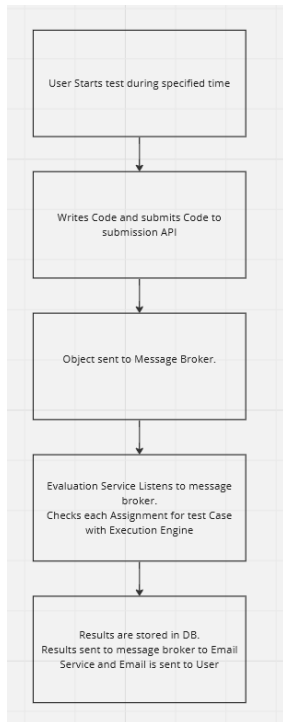 User Starts test during specified time
Writes Code and submits Code to
submission API
Object sent to Message Broker.
Evaluation Service Listens to message
broker.
Checks each Assignment for test Case
with Execution Engine
Results are stored in DB.
Results sent to message broker to Email
Service and Email is sent to User